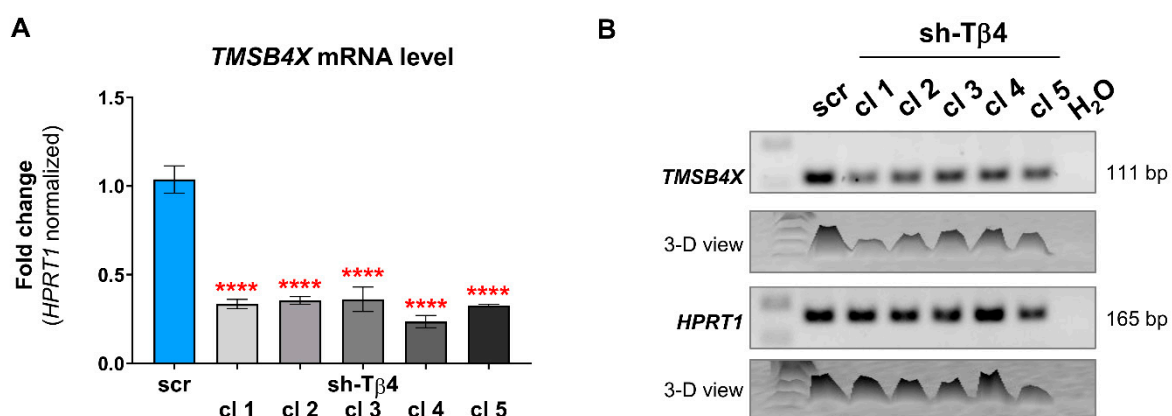 A
TMSB4X mRNA level
Fold change
(HPRT1 normalized)
1.5
1.0
0.5
0.0
****
****
****
****
****
scr
sh-Tβ4
cl 1
cl 2
cl 3
cl 4
cl 5
B
sh-Tβ4
scr
cl 1
cl 2
cl 3
cl 4
cl 5
H₂O
TMSB4X
111 bp
3-D view
HPRT1
165 bp
3-D view